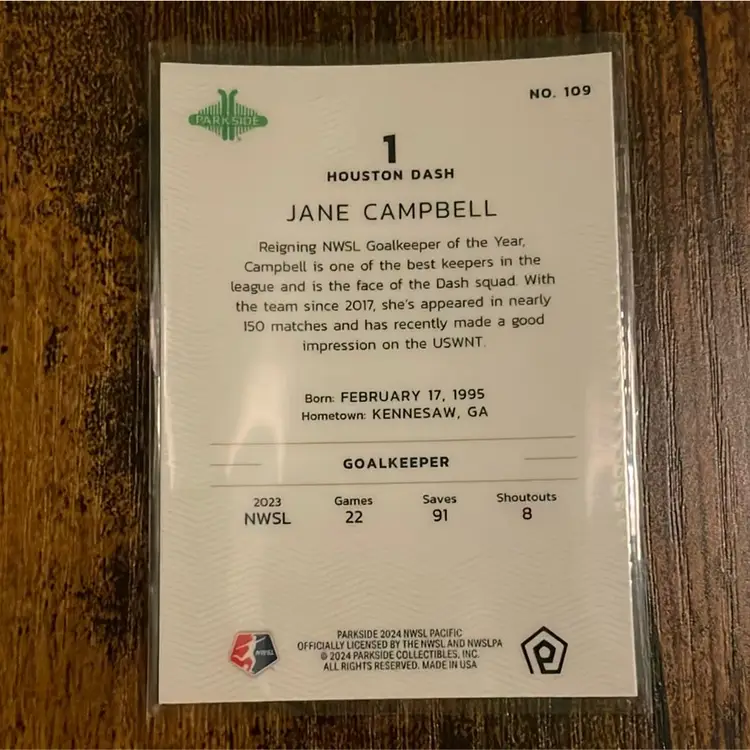 PARKSIDE
NO. 109
1
HOUSTON DASH
JANE CAMPBELL
Reigning NWSL Goalkeeper of the Year,
Campbell is one of the best keepers in the
league and is the face of the Dash squad. With
the team since 2017, she's appeared in nearly
150 matches and has recently made a good
impression on the USWNT.
Born: FEBRUARY 17, 1995
Hometown: KENNESAW, GA
GOALKEEPER
2023 Games Saves Shoutouts
NWSL 22 91 8
PARKSIDE 2024 NWSL PACIFIC
OFFICIALLY LICENSED BY THE NWSL AND NWSLPA
© 2024 PARKSIDE COLLECTIBLES, INC.
ALL RIGHTS RESERVED. MADE IN USA
NWSL